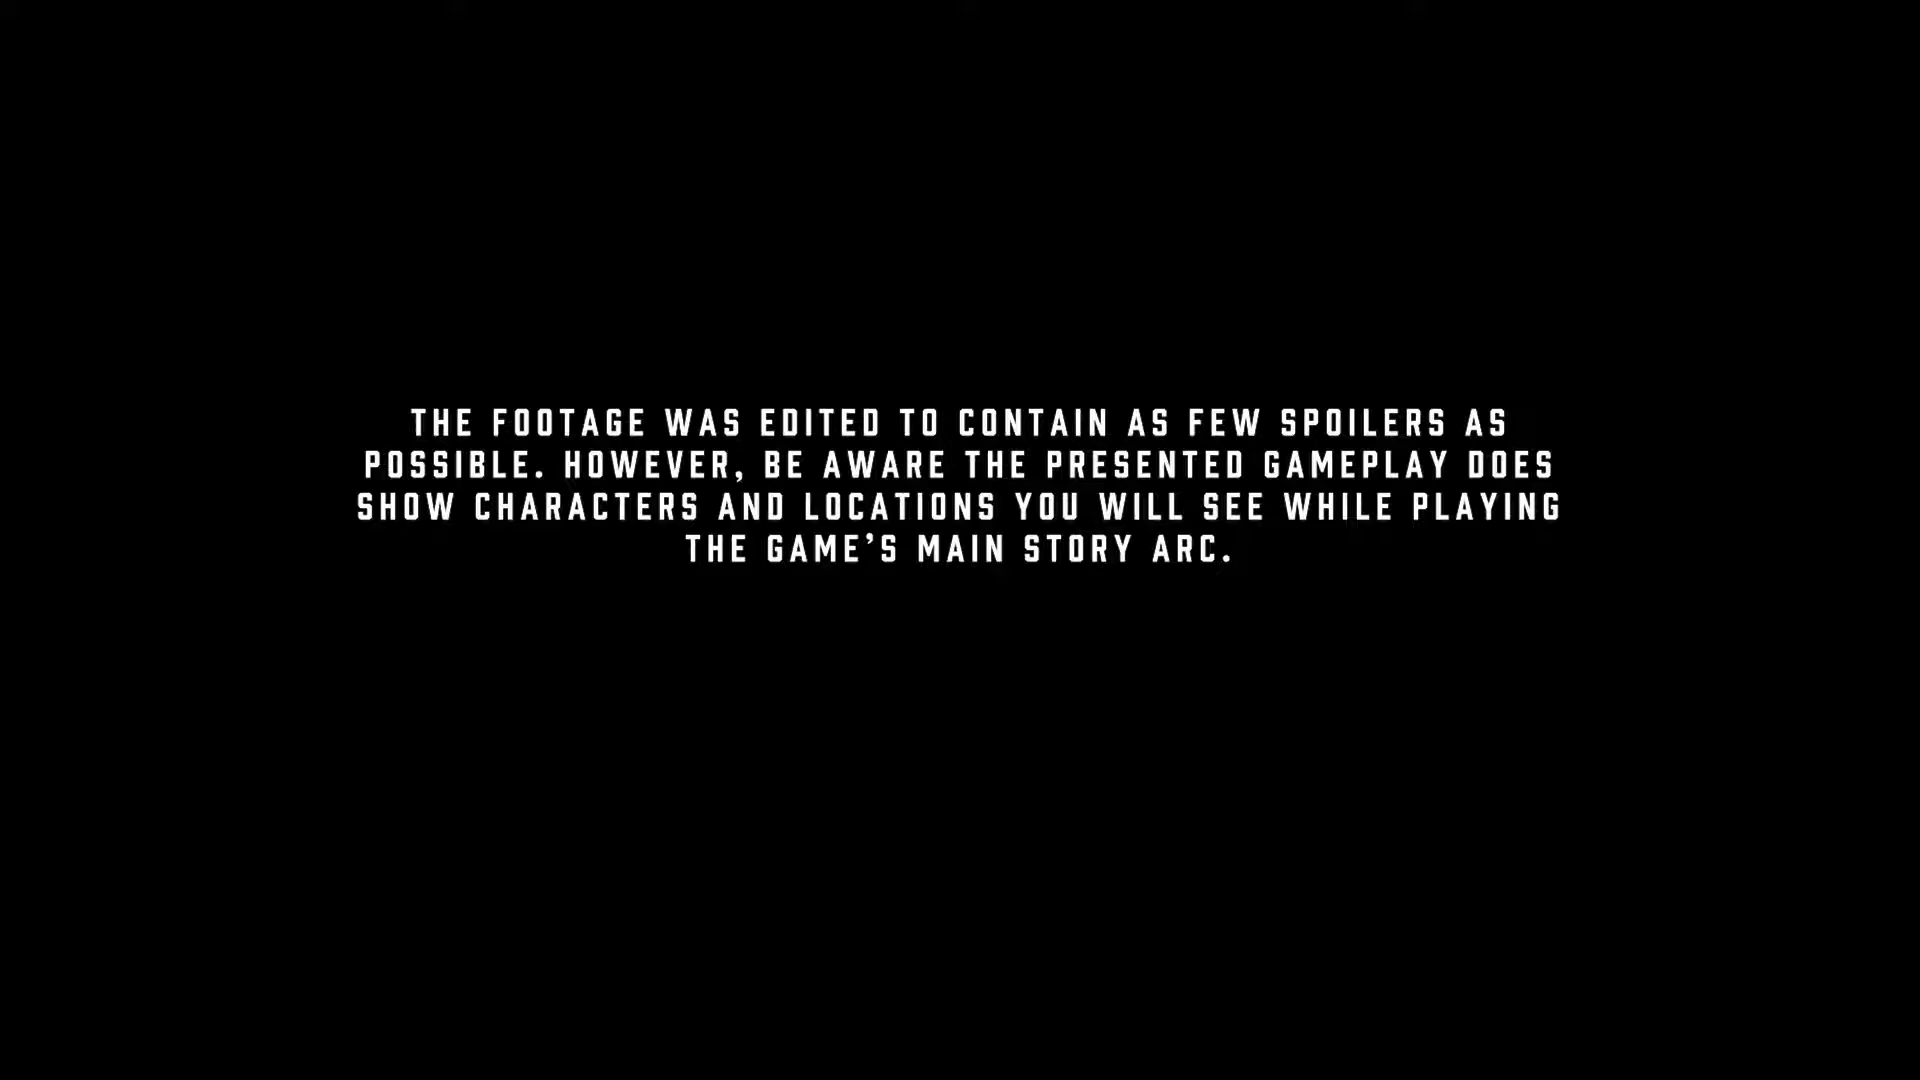 THE FOOTAGE WAS EDITED TO CONTAIN AS FEW SPOILERS AS
POSSIBLE. HOWEVER, BE AWARE THE PRESENTED GAMEPLAY DOES
SHOW CHARACTERS AND LOCATIONS YOU WILL SEE WHILE PLAYING
THE GAME’S MAIN STORY ARC.